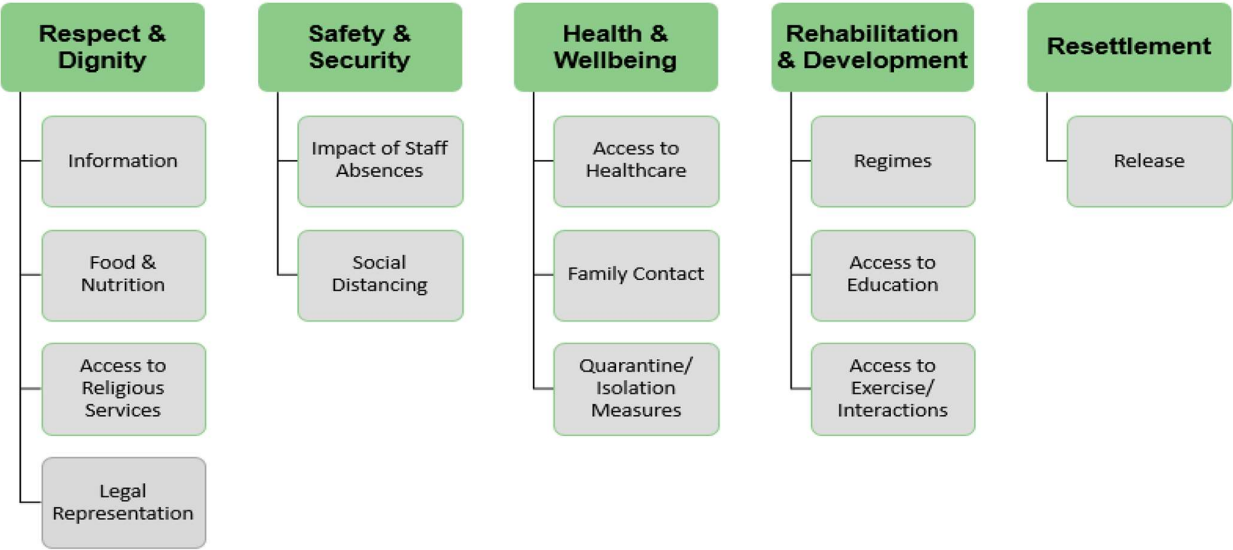 Respect &
Dignity
Information
Food &
Nutrition
Access to
Religious
Services
Legal
Representation
Safety &
Security
Impact of Staff
Absences
Social
Distancing
Health &
Wellbeing
Access to
Healthcare
Family Contact
Quarantine/
Isolation
Measures
Rehabilitation
& Development
Regimes
Access to
Education
Access to
Exercise/
Interactions
Resettlement
Release